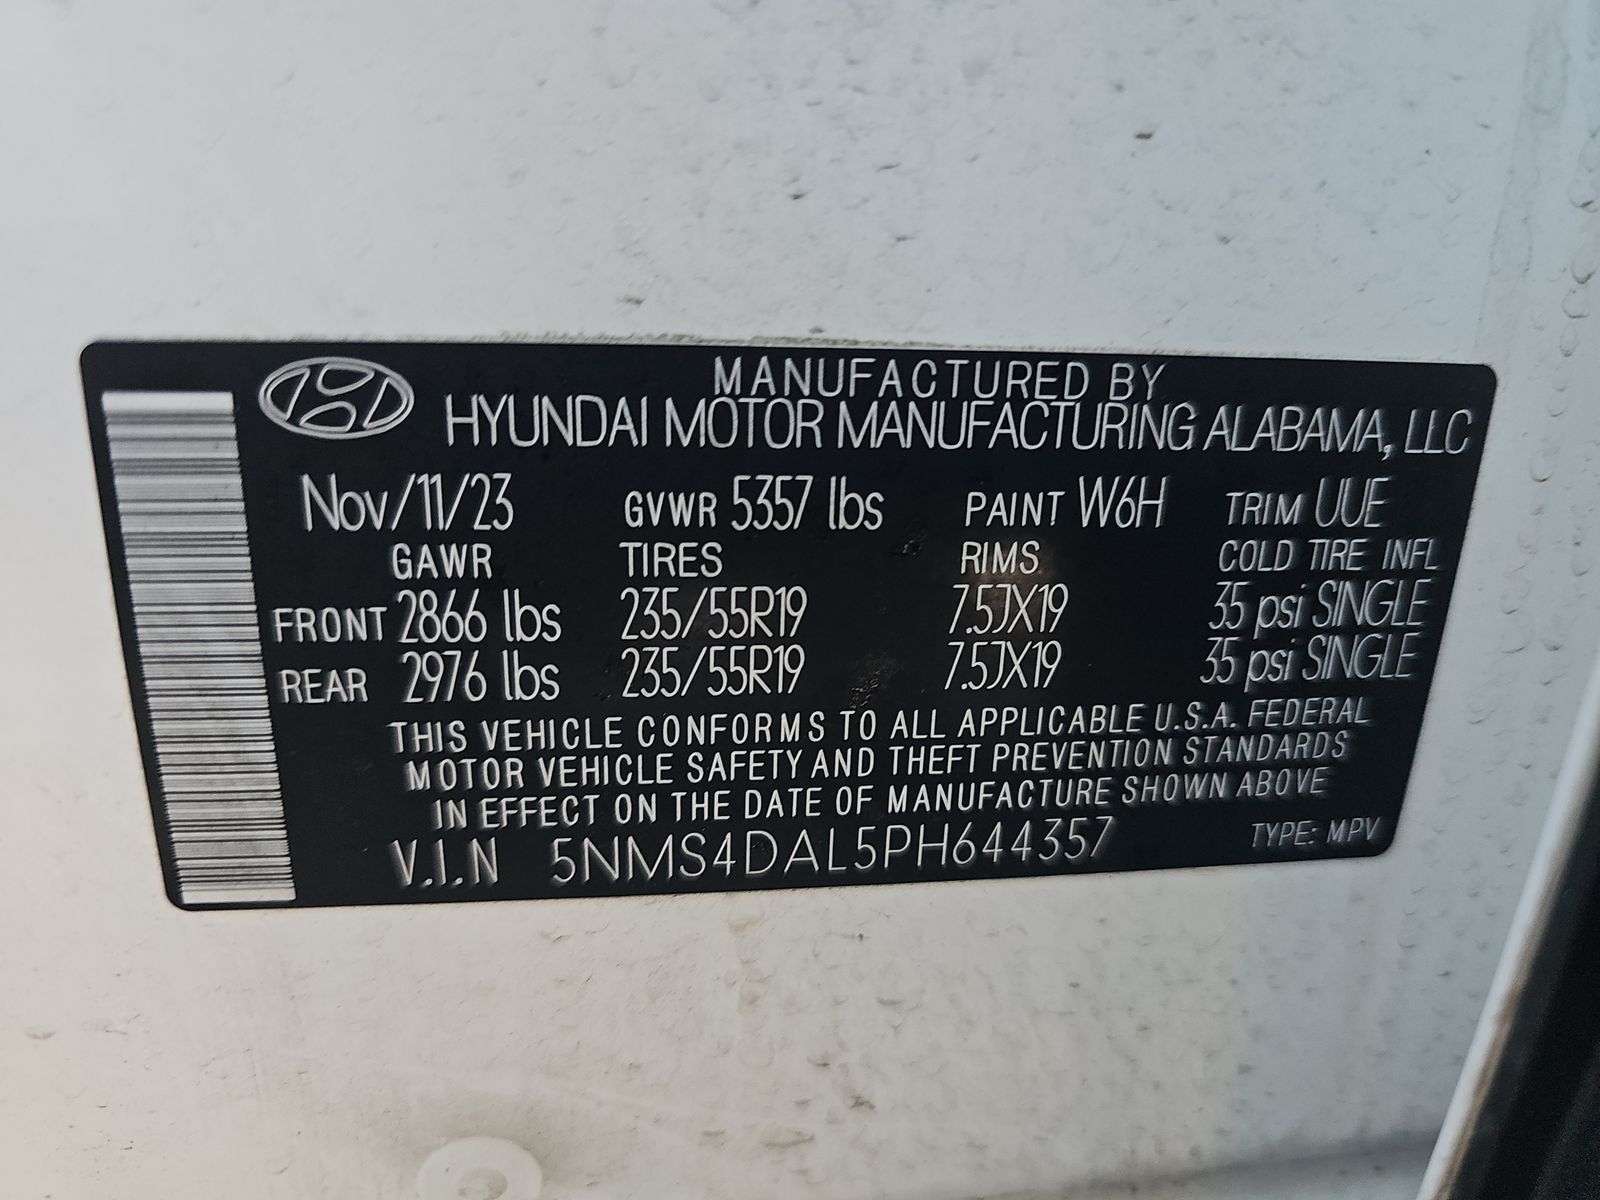 MANUFACTURED BY
HYUNDAI MOTOR MANUFACTURING ALABAMA, LLC
Nov/11/23 GVWR 5357 lbs PAINT W6H TRIM UUE
GAWR TIRES RIMS COLD TIRE INFL
FRONT 2866 lbs 235/55R19 7.5JX19 35 psi SINGLE
REAR 2976 lbs 235/55R19 7.5JX19 35 psi SINGLE
THIS VEHICLE CONFORMS TO ALL APPLICABLE U.S.A. FEDERAL
MOTOR VEHICLE SAFETY AND THEFT PREVENTION STANDARDS
IN EFFECT ON THE DATE OF MANUFACTURE SHOWN ABOVE
V.I.N 5NMS4DAL5PH644357 TYPE: MPV